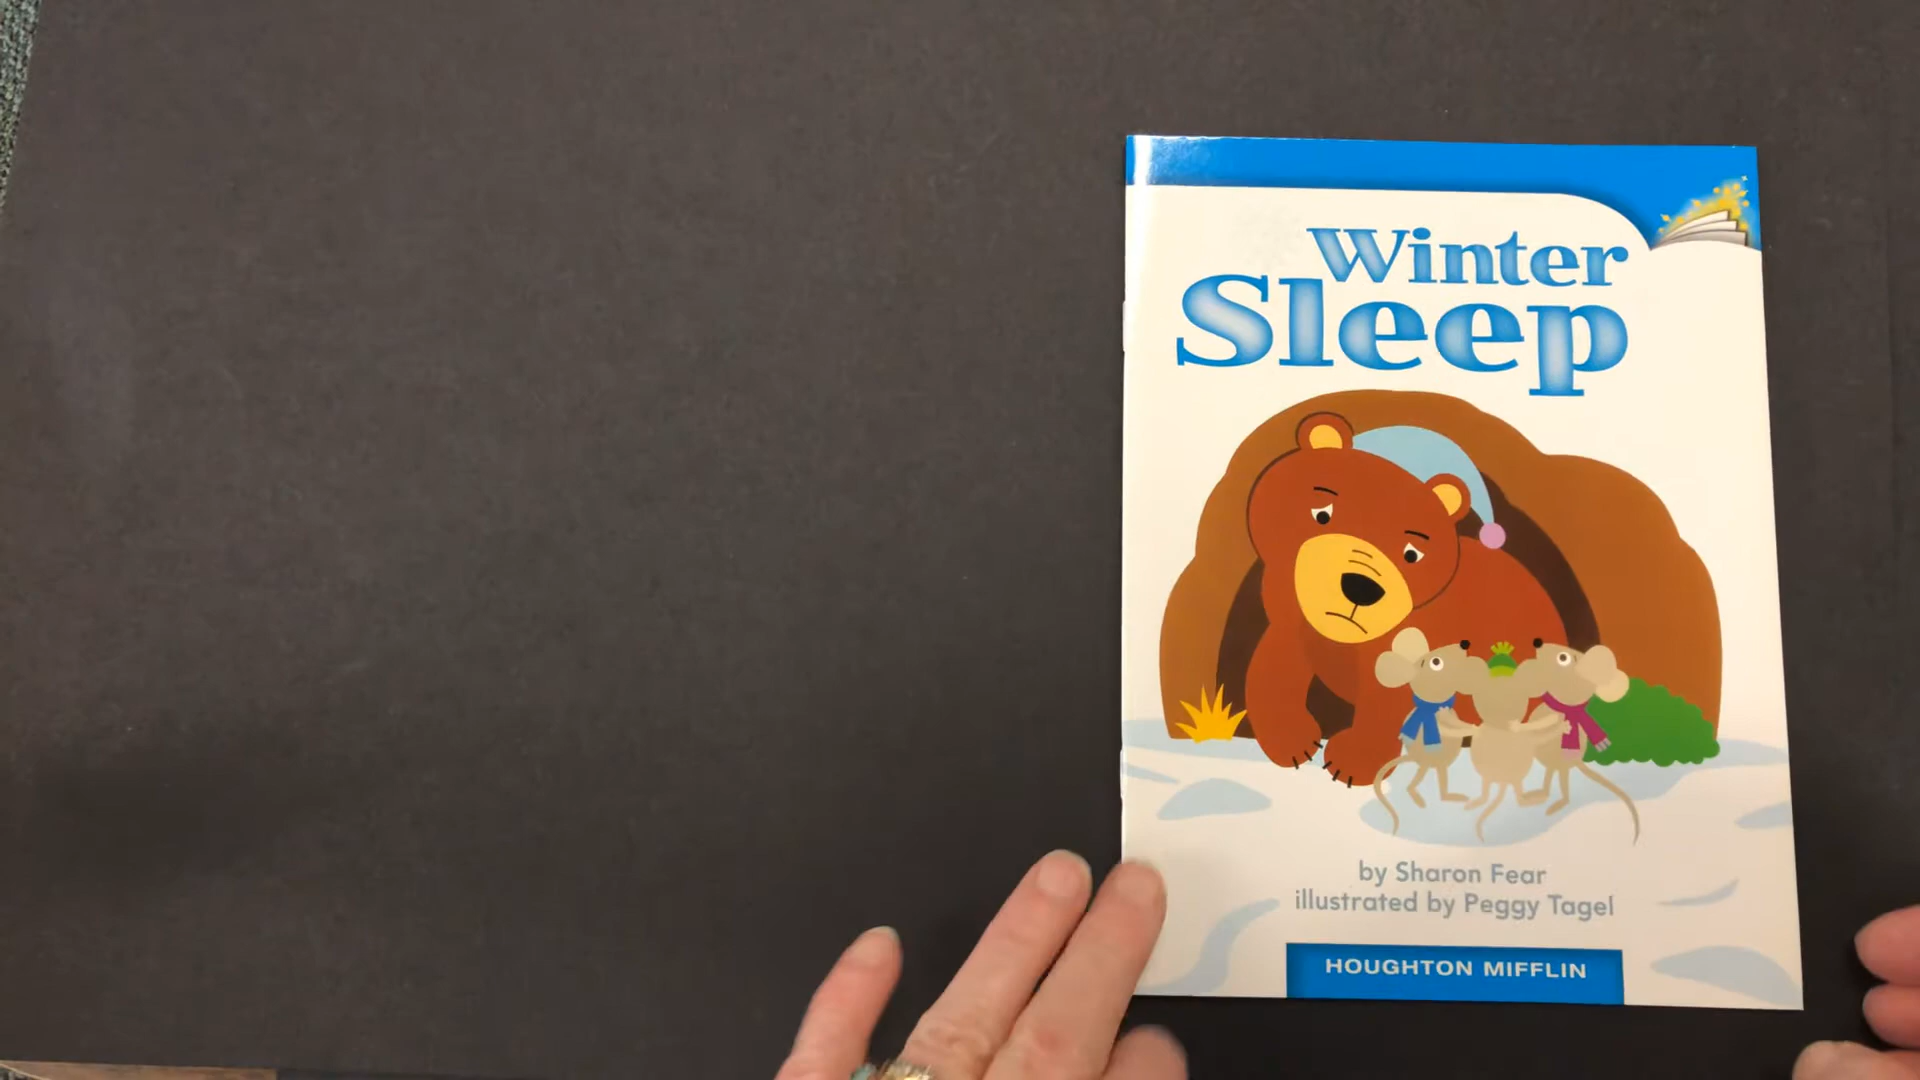 Winter
Sleep
by Sharon Fear
illustrated by Peggy Tagel
HOUGHTON MIFFLIN